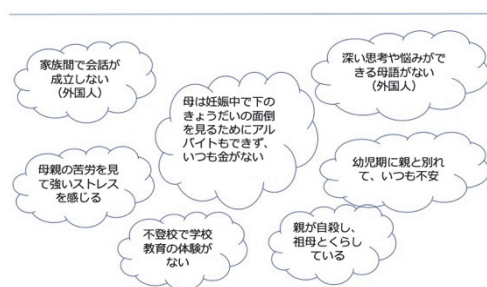 家族間で会話が
成立しない
（外国人）
深い思考や悩みがで
きる母語がない
（外国人）
母は妊娠中で下の
きょうだいの面倒
を見るためにアル
バイトもできず、
いつも金がない
母親の苦労を見
て強いストレス
を感じる
幼児期に親と別れ
て、いつも不安
不登校で学校
教育の体験が
ない
親が自殺し、
祖母とくらし
ている